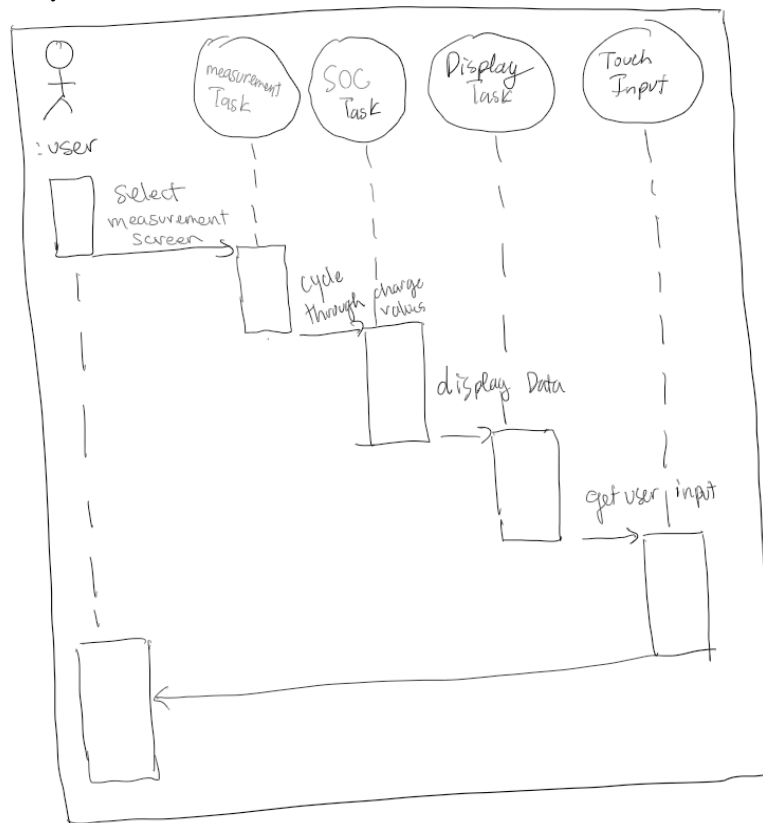 measurement
Task
SOC
Task
Display
Task
Touch
Input
:user
Select
measurement
screen
cycle
through charge
values
display Data
get user input